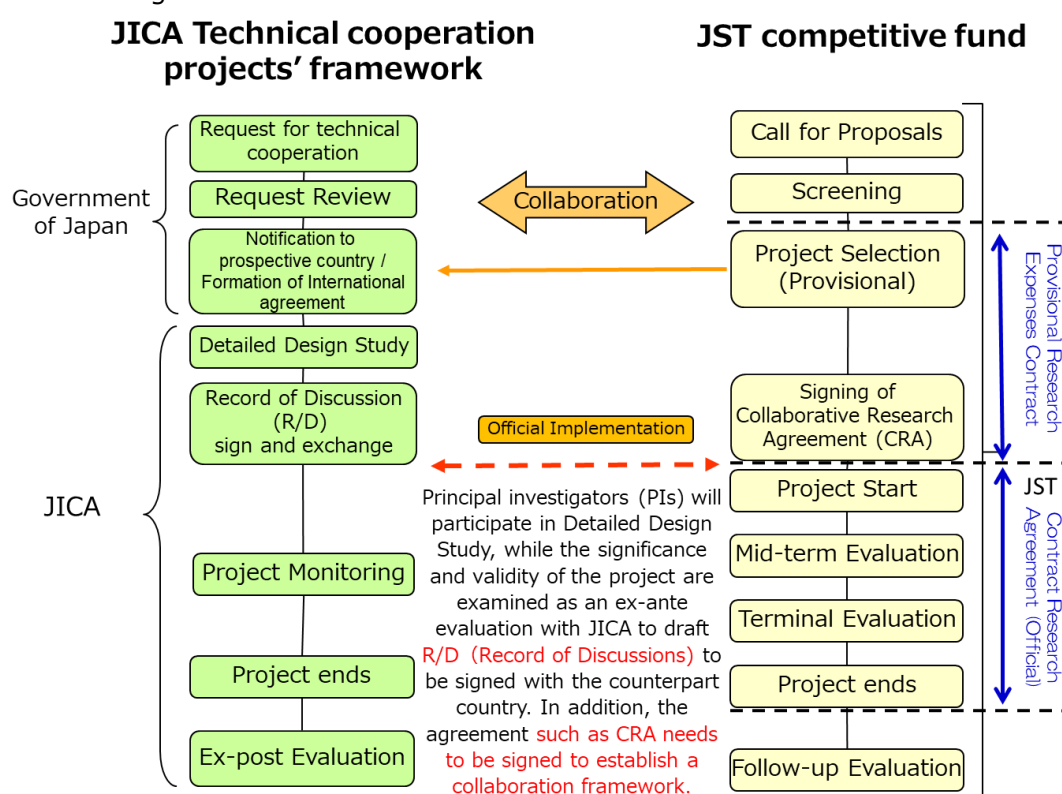 JICA Technical cooperation
projects’ framework
JST competitive fund
Government
of Japan
Request for technical
cooperation
Request Review
Notification to
prospective country /
Formation of International
agreement
JICA
Detailed Design Study
Record of Discussion
(R/D)
sign and exchange
Project Monitoring
Project ends
Ex-post Evaluation
Collaboration
Official Implementation
Principal investigators (PIs) will
participate in Detailed Design
Study, while the significance
and validity of the project are
examined as an ex-ante
evaluation with JICA to draft
R/D（Record of Discussions) to
be signed with the counterpart
country. In addition, the
agreement such as CRA needs
to be signed to establish a
collaboration framework.
Call for Proposals
Screening
Project Selection
(Provisional)
Signing of
Collaborative Research
Agreement (CRA)
Project Start
Mid-term Evaluation
Terminal Evaluation
Project ends
Follow-up Evaluation
Provisional Research
Expenses Contract
JST
Contract Research
Agreement (Official)